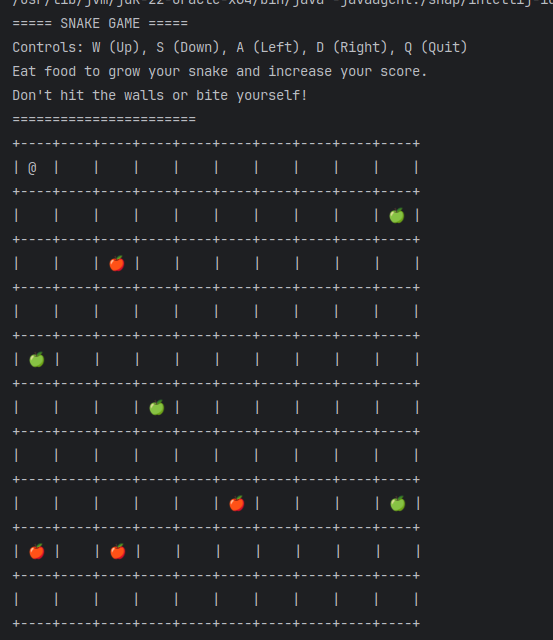 /usr/lib/jvm/jdk-22-oracle-x64/bin/java -javaagent:/snap/intellij-id
===== SNAKE GAME =====
Controls: W (Up), S (Down), A (Left), D (Right), Q (Quit)
Eat food to grow your snake and increase your score.
Don't hit the walls or bite yourself!
=======================
+----+----+----+----+----+----+----+----+----+----+
| @  |    |    |    |    |    |    |    |    |    |
+----+----+----+----+----+----+----+----+----+----+
|    |    |    |    |    |    |    |    |    | 🍏 |
+----+----+----+----+----+----+----+----+----+----+
|    |    | 🍎 |    |    |    |    |    |    |    |
+----+----+----+----+----+----+----+----+----+----+
|    |    |    |    |    |    |    |    |    |    |
+----+----+----+----+----+----+----+----+----+----+
| 🍏 |    |    |    |    |    |    |    |    |    |
+----+----+----+----+----+----+----+----+----+----+
|    |    |    | 🍏 |    |    |    |    |    |    |
+----+----+----+----+----+----+----+----+----+----+
|    |    |    |    |    |    |    |    |    |    |
+----+----+----+----+----+----+----+----+----+----+
|    |    |    |    |    | 🍎 |    |    |    | 🍏 |
+----+----+----+----+----+----+----+----+----+----+
| 🍎 |    | 🍎 |    |    |    |    |    |    |    |
+----+----+----+----+----+----+----+----+----+----+
|    |    |    |    |    |    |    |    |    |    |
+----+----+----+----+----+----+----+----+----+----+